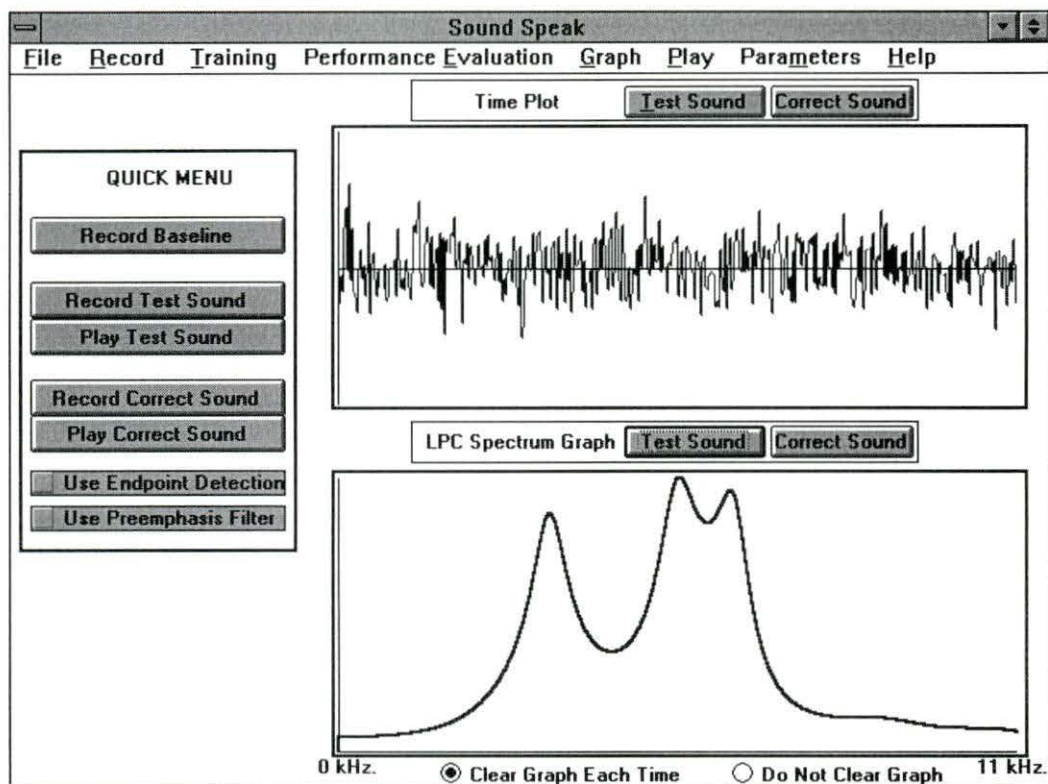 Sound Speak
File Record Training Performance Evaluation Graph Play Parameters Help
Time Plot Test Sound Correct Sound
QUICK MENU
Record Baseline
Record Test Sound
Play Test Sound
Record Correct Sound
Play Correct Sound
Use Endpoint Detection
Use Preemphasis Filter
LPC Spectrum Graph Test Sound Correct Sound
0 kHz. 11 kHz.
Clear Graph Each Time Do Not Clear Graph